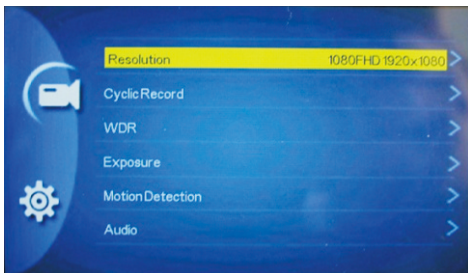 Resolution 1080FHD 1920x1080 >
Cyclic Record >
WDR >
Exposure >
Motion Detection >
Audio >